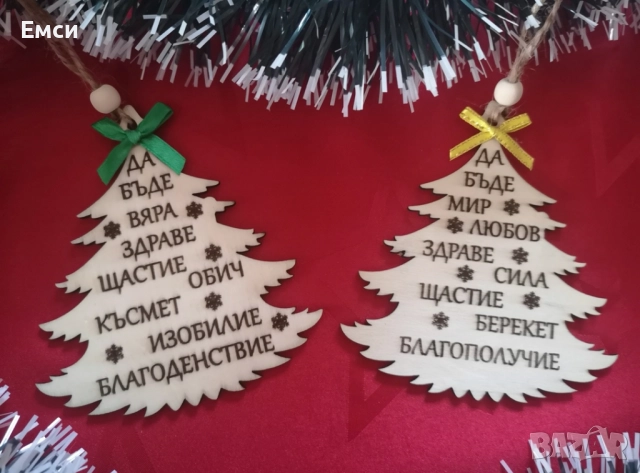 Емси
ДА
БЪДЕ
ВЯРА
ЗДРАВЕ
ЩАСТИЕ ОБИЧ
КЪСМЕТ
ИЗОБИЛИЕ
БЛАГОДЕНСТВИЕ
ДА
БЪДЕ
МИР
ЛЮБОВ
ЗДРАВЕ
СИЛА
ЩАСТИЕ
БЕРЕКЕТ
БЛАГОПОЛУЧИЕ
BAZAR